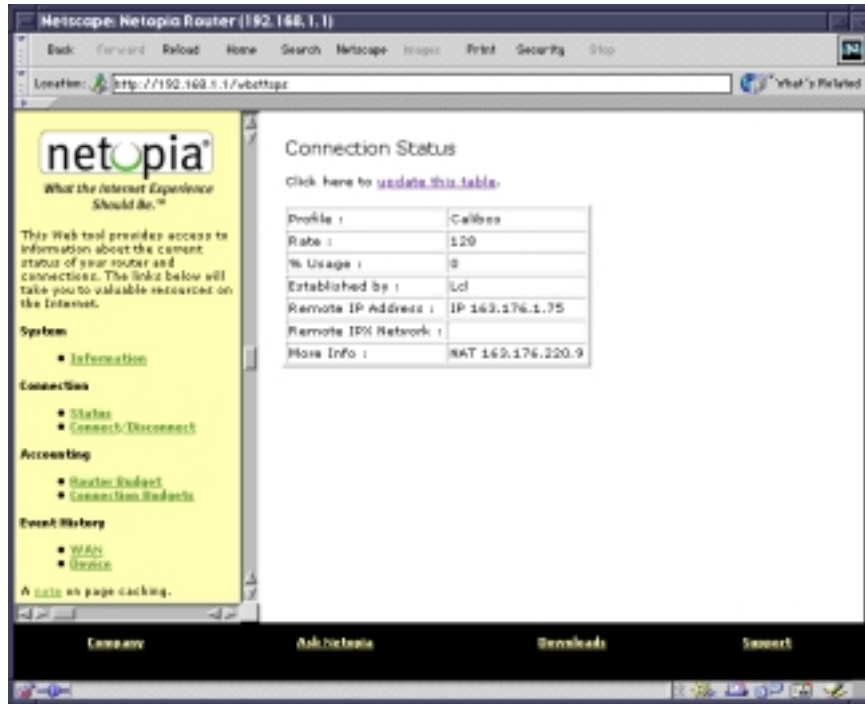 Netscape: Netopia Router (192.168.1.1)
Back Forward Reload Home Search Netscape Images Print Security Stop
Location: http://192.168.1.1/wbsttsps
What's Related
netopia
What the Internet Experience
Should Be.™
This Web tool provides access to
information about the current
status of your router and
connections. The links below will
take you to valuable resources on
the Internet.
System
Information
Connection
Status
Connect/Disconnect
Accounting
Router Budget
Connection Budgets
Event History
WAN
Device
A note on page caching.
Connection Status
Click here to update this table.
Profile : Calibos
Rate : 128
% Usage : 0
Established by : Lcl
Remote IP Address : IP 163.176.1.75
Remote IPX Network :
More Info : NAT 163.176.220.9
Company Ask Netopia Downloads Support